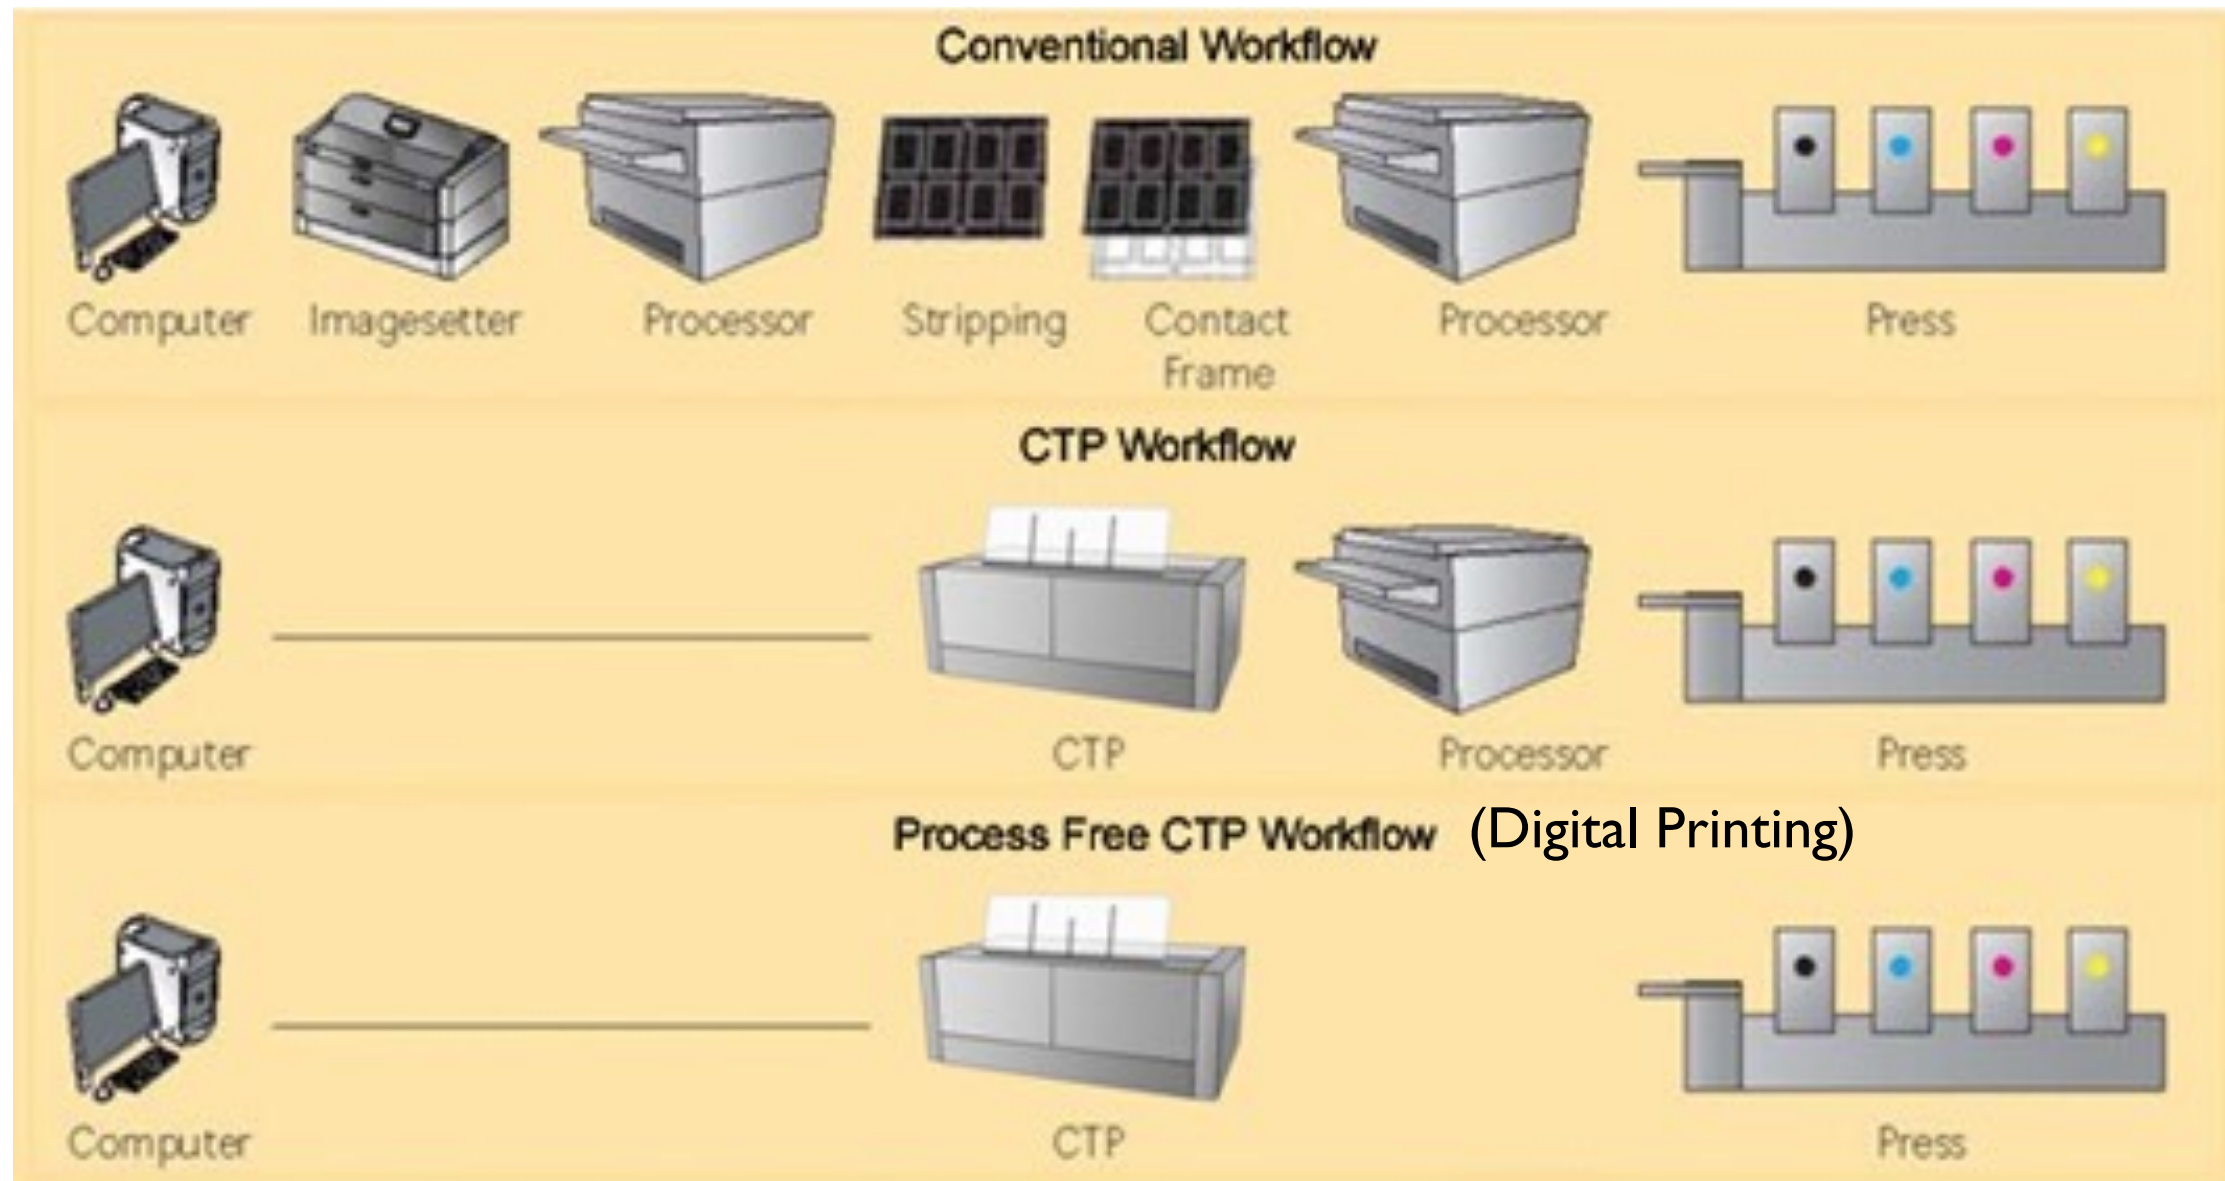 Conventional Workflow
Computer Imagesetter Processor Stripping Contact Frame Processor Press
CTP Workflow
Computer CTP Processor Press
Process Free CTP Workflow (Digital Printing)
Computer CTP Press